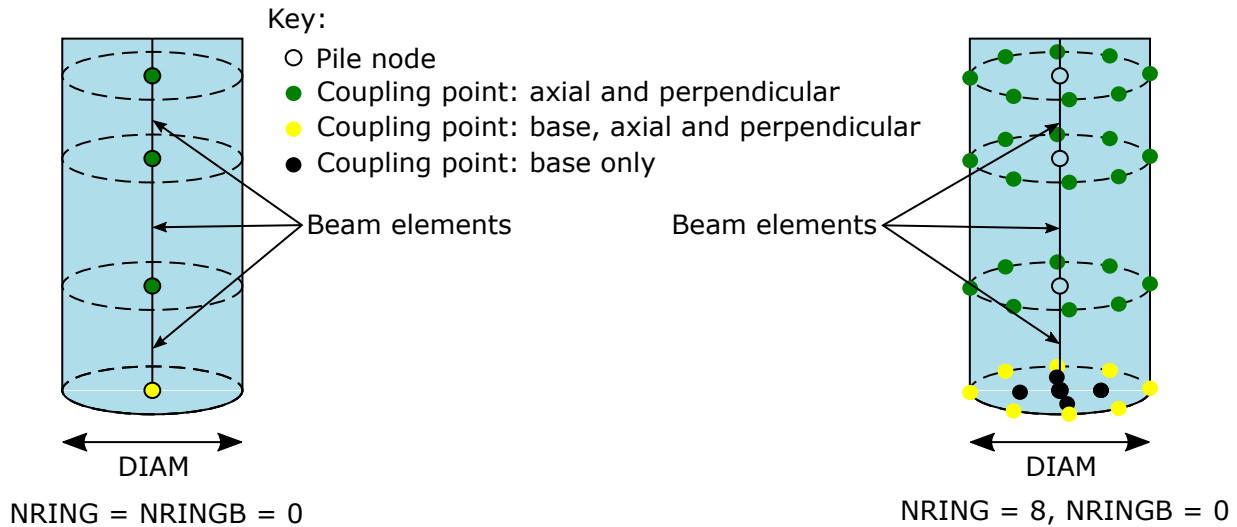 Key:
Pile node
Coupling point: axial and perpendicular
Coupling point: base, axial and perpendicular
Coupling point: base only
Beam elements
Beam elements
DIAM
DIAM
NRING = NRINGB = 0
NRING = 8, NRINGB = 0